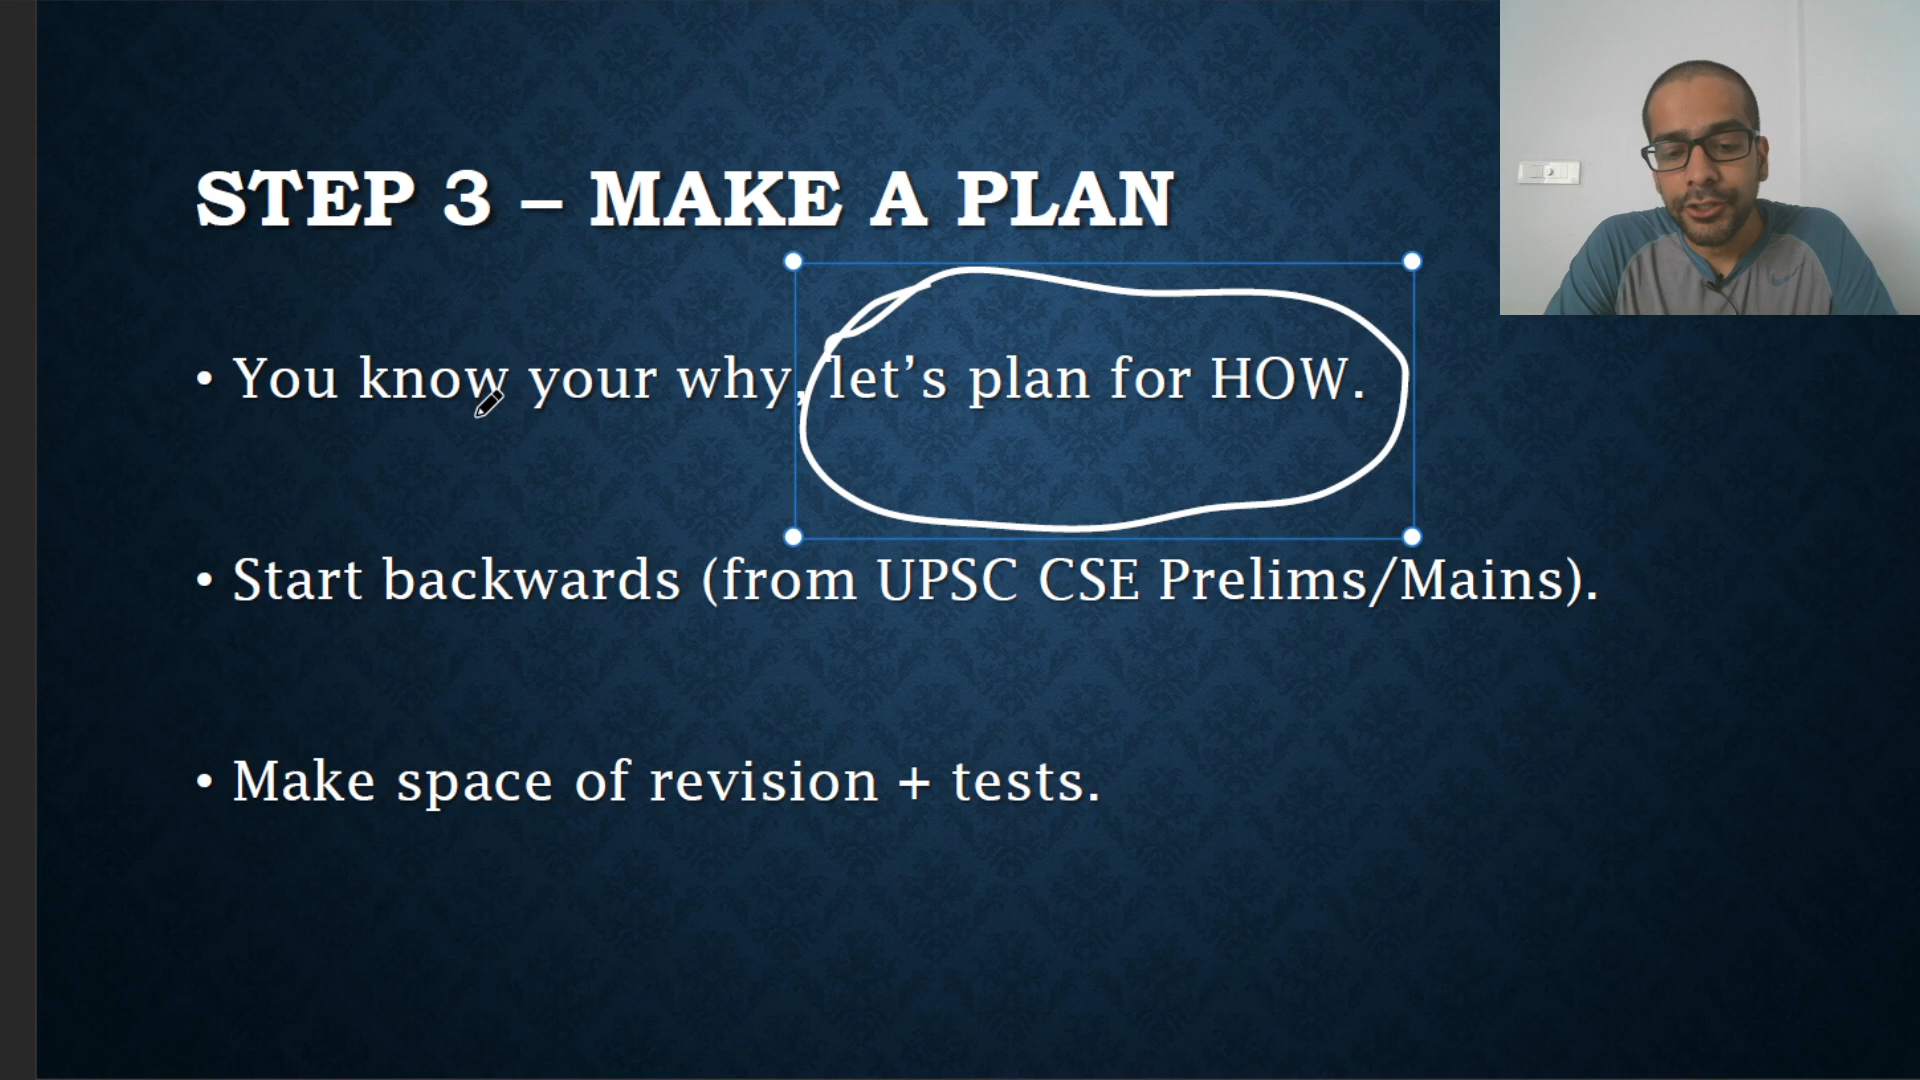 STEP 3 – MAKE A PLAN
• You know your why, let’s plan for HOW.
• Start backwards (from UPSC CSE Prelims/Mains).
• Make space of revision + tests.